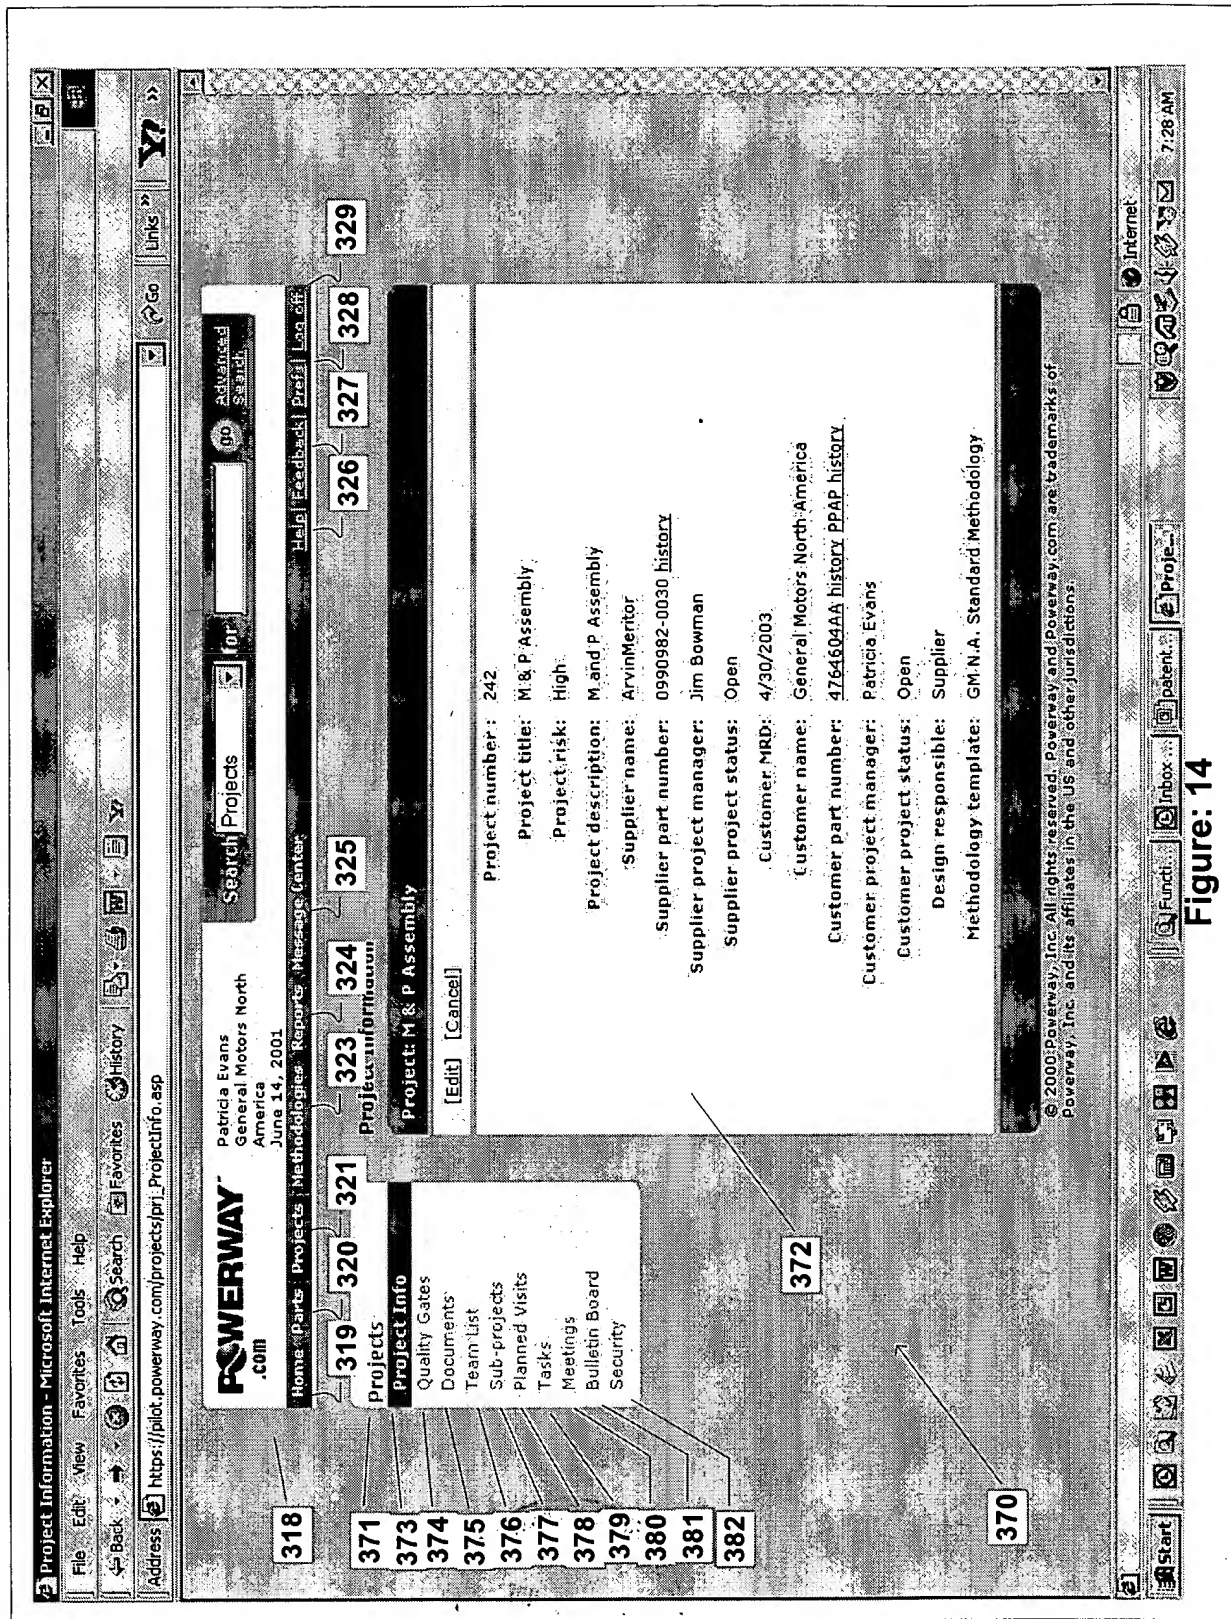 Project Information - Microsoft Internet Explorer
File Edit View Favorites Tools Help
Back Search Favorites History
Address https://pilot.powerway.com/projects/prj_ProjectInfo.asp Go Links »
POWERWAY
.com
Patricia Evans
General Motors North
America
June 14, 2001
Search Projects for go Advanced
Search
Home Parts Projects Methodologies Reports Message Center Help| Feedback| Prefs| Log off
318
319
320
321
323
324
325
326
327
328
329
Projects
Project Info
Quality Gates
Documents
Team List
Sub-projects
Planned Visits
Tasks
Meetings
Bulletin Board
Security
371
373
374
375
376
377
378
379
380
381
382
Project Information
Project: M & P Assembly
[Edit] [Cancel]
Project number: 242
Project title: M & P Assembly
Project risk: High
Project description: M and P Assembly
Supplier name: ArvinMeritor
Supplier part number: 0990982-0030 history
Supplier project manager: Jim Bowman
Supplier project status: Open
Customer MRD: 4/30/2003
Customer name: General Motors North America
Customer part number: 4764604AA history PPAP history
Customer project manager: Patricia Evans
Customer project status: Open
Design responsible: Supplier
Methodology template: GM N.A. Standard Methodology
372
370
© 2000 Powerway, Inc. All rights reserved. Powerway and Powerway.com are trademarks of
Powerway, Inc. and its affiliates in the US and other jurisdictions.
Internet
Start Functi... Inbox ... patent... Proje... 7:28 AM
Figure: 14